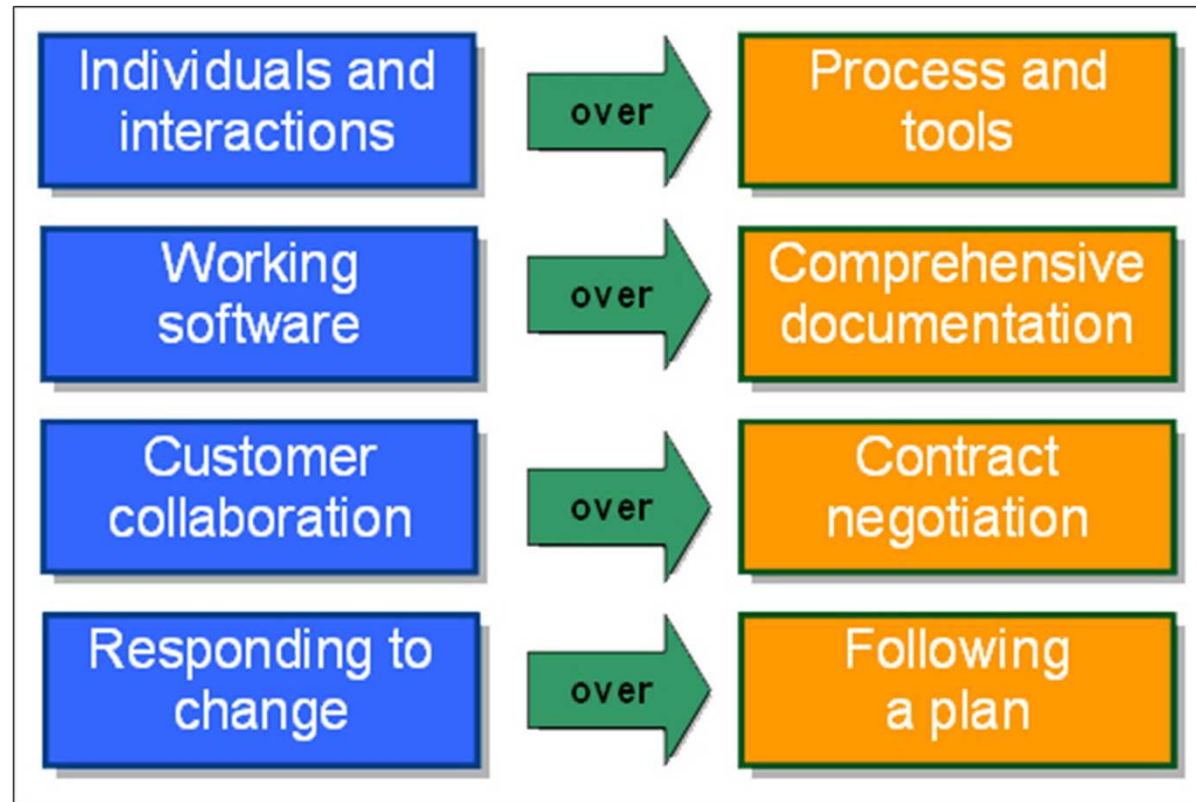 Individuals and
interactions
over
Process and
tools
Working
software
over
Comprehensive
documentation
Customer
collaboration
over
Contract
negotiation
Responding to
change
over
Following
a plan